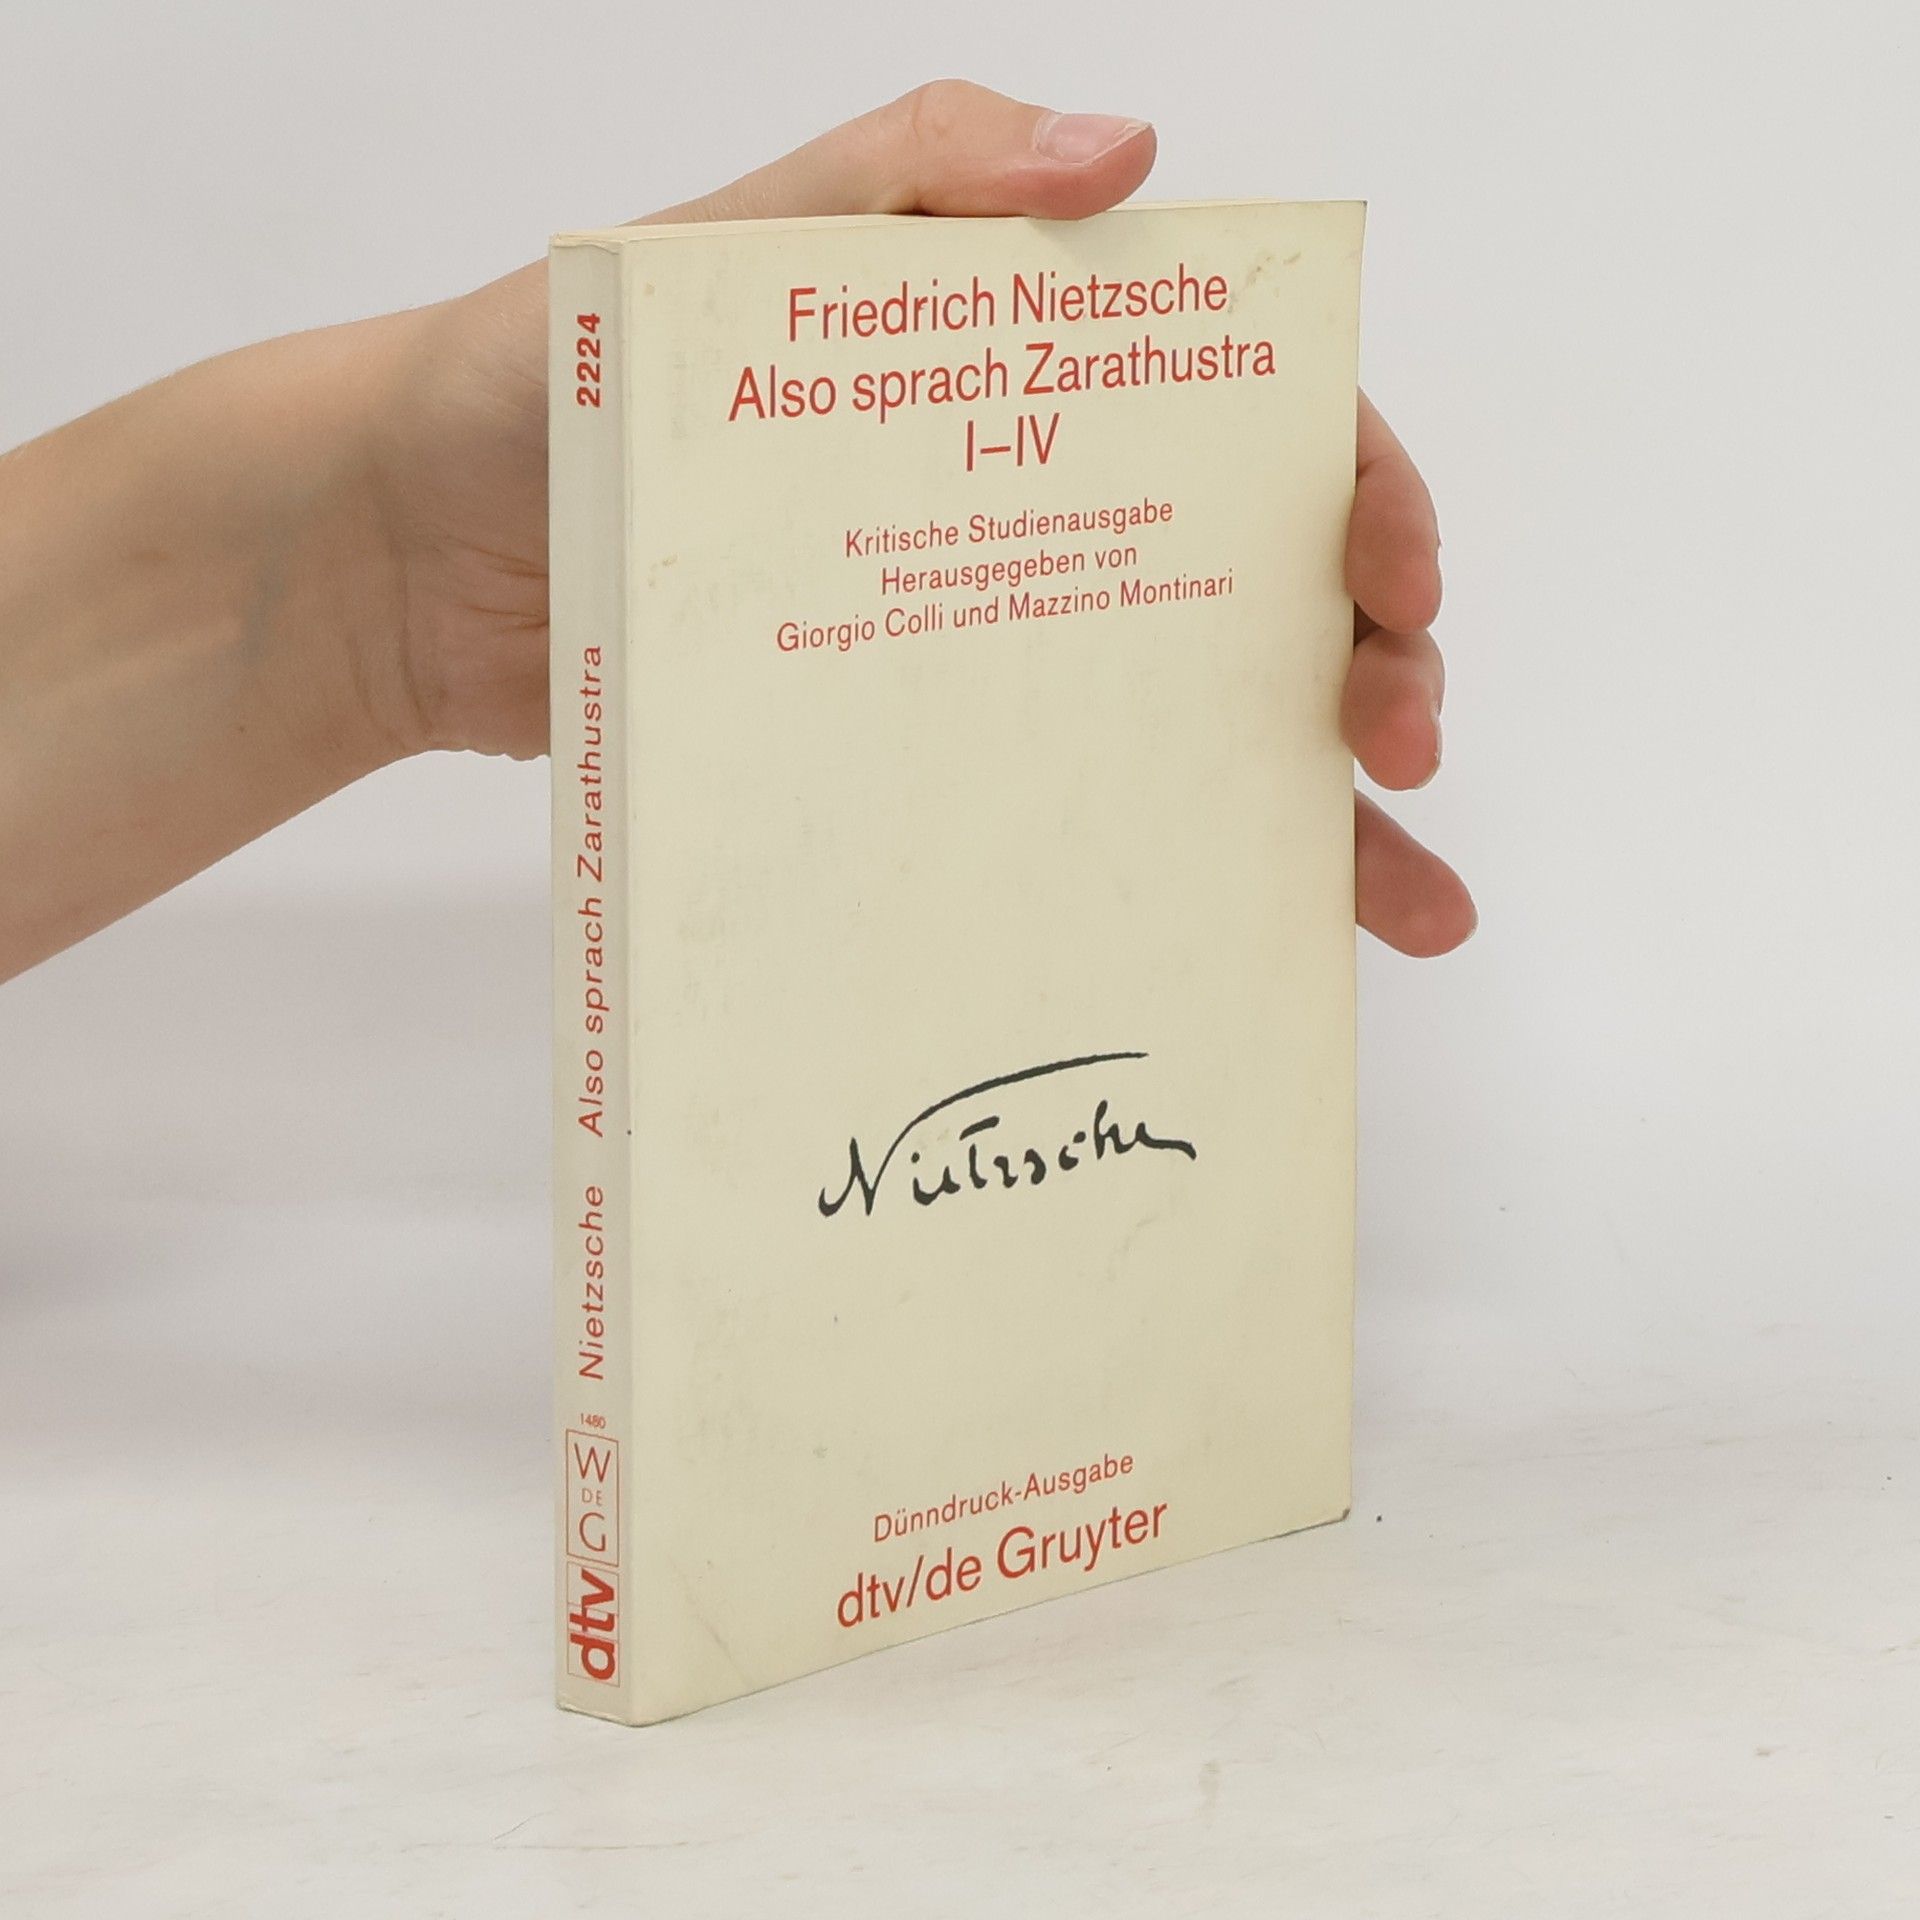 Friedrich Nietzsche
Also sprach Zarathustra
I–IV
Kritische Studienausgabe
Herausgegeben von
Giorgio Colli und Mazzino Montinari
Nietzsche
Dünndruck-Ausgabe
dtv/de Gruyter
2224
Nietzsche Also sprach Zarathustra
1480
W
DE
G
dtv